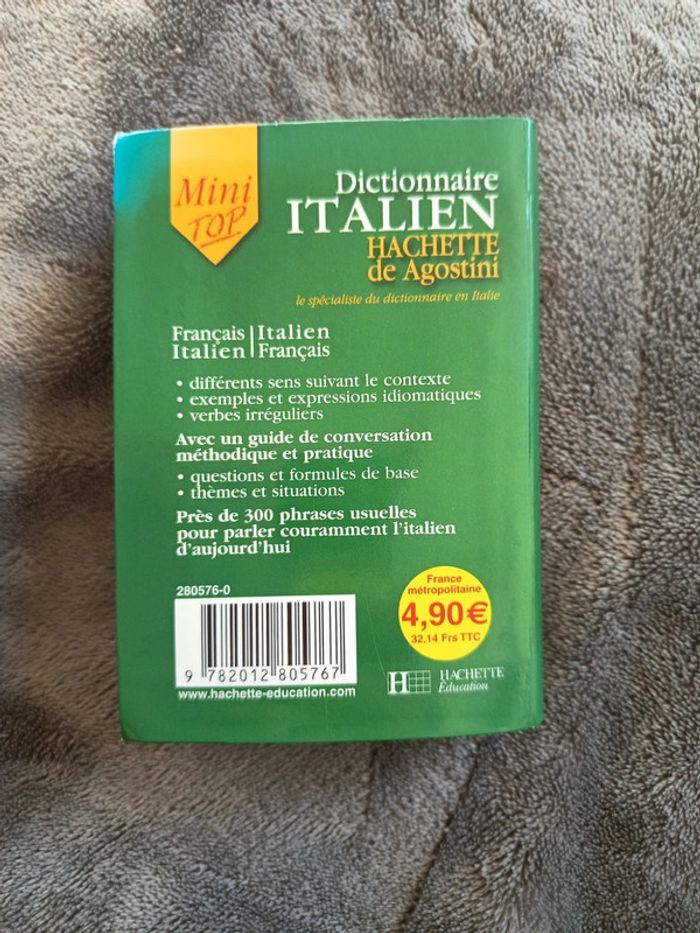 Mini
TOP
Dictionnaire
ITALIEN
HACHETTE
de Agostini
le spécialiste du dictionnaire en Italie
Français | Italien
Italien | Français
• différents sens suivant le contexte
• exemples et expressions idiomatiques
• verbes irréguliers
Avec un guide de conversation
méthodique et pratique
• questions et formules de base
• thèmes et situations
Près de 300 phrases usuelles
pour parler couramment l'italien
d'aujourd'hui
280576-0
9 782012 805767
www.hachette-education.com
France
métropolitaine
4,90€
32,14 Frs TTC
H HACHETTE
Éducation